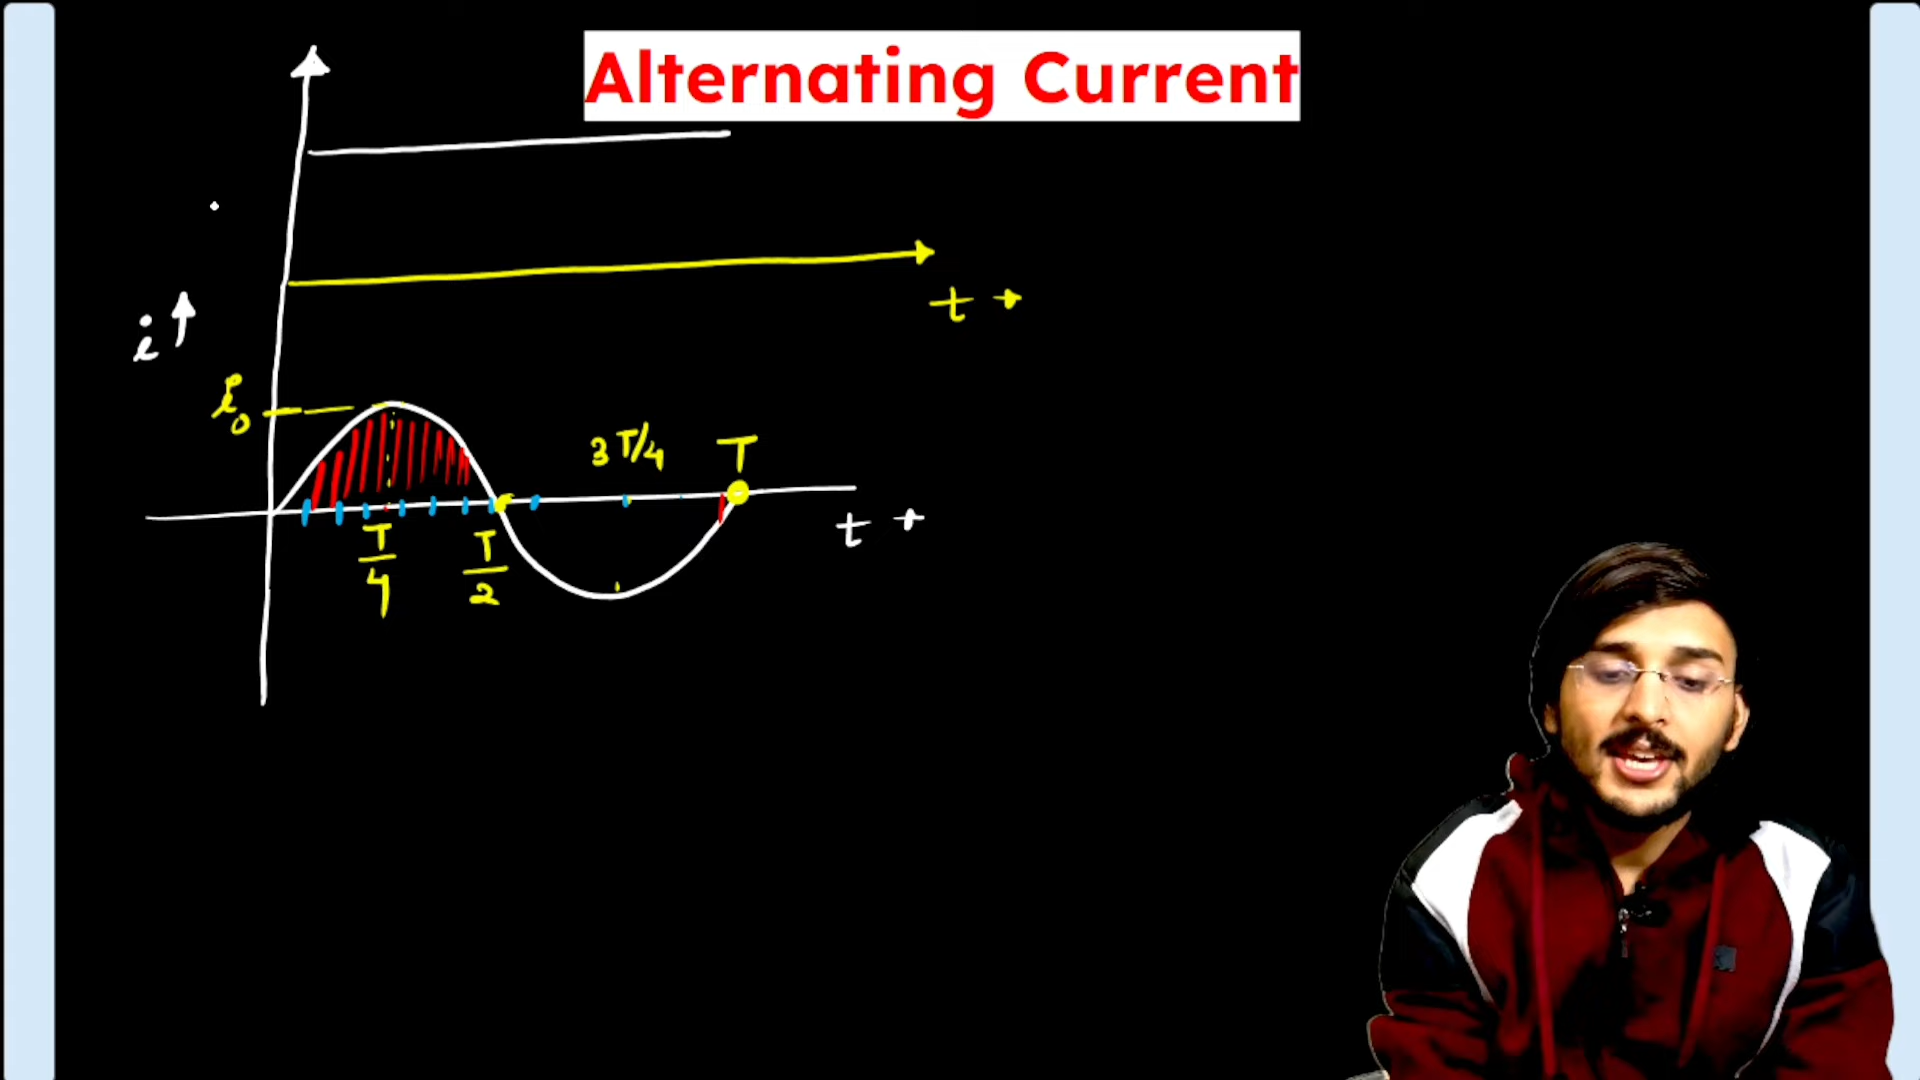 Alternating Current
t →
i ↑
i₀
3T/4
T
t →
T/4
T/2